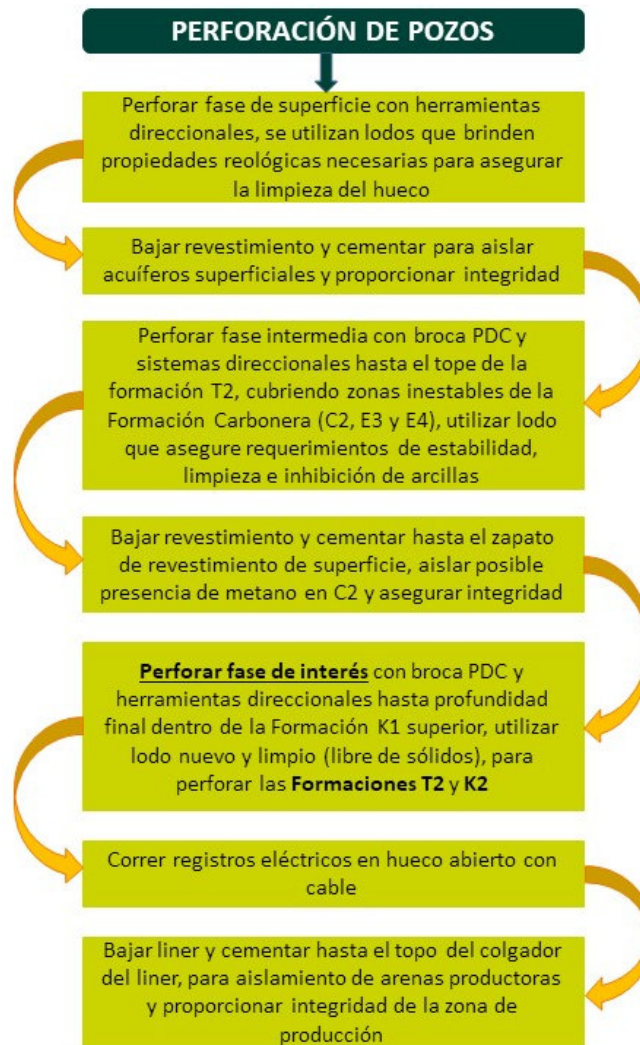 PERFORACIÓN DE POZOS
Perforar fase de superficie con herramientas
direccionales, se utilizan lodos que brinden
propiedades reológicas necesarias para asegurar
la limpieza del hueco
Bajar revestimiento y cementar para aislar
acuíferos superficiales y proporcionar integridad
Perforar fase intermedia con broca PDC y
sistemas direccionales hasta el tope de la
formación T2, cubriendo zonas inestables de la
Formación Carbonera (C2, E3 y E4), utilizar lodo
que asegure requerimientos de estabilidad,
limpieza e inhibición de arcillas
Bajar revestimiento y cementar hasta el zapato
de revestimiento de superficie, aislar posible
presencia de metano en C2 y asegurar integridad
Perforar fase de interés con broca PDC y
herramientas direccionales hasta profundidad
final dentro de la Formación K1 superior, utilizar
lodo nuevo y limpio (libre de sólidos), para
perforar las Formaciones T2 y K2
Correr registros eléctricos en hueco abierto con
cable
Bajar liner y cementar hasta el topo del colgador
del liner, para aislamiento de arenas productoras
y proporcionar integridad de la zona de
producción